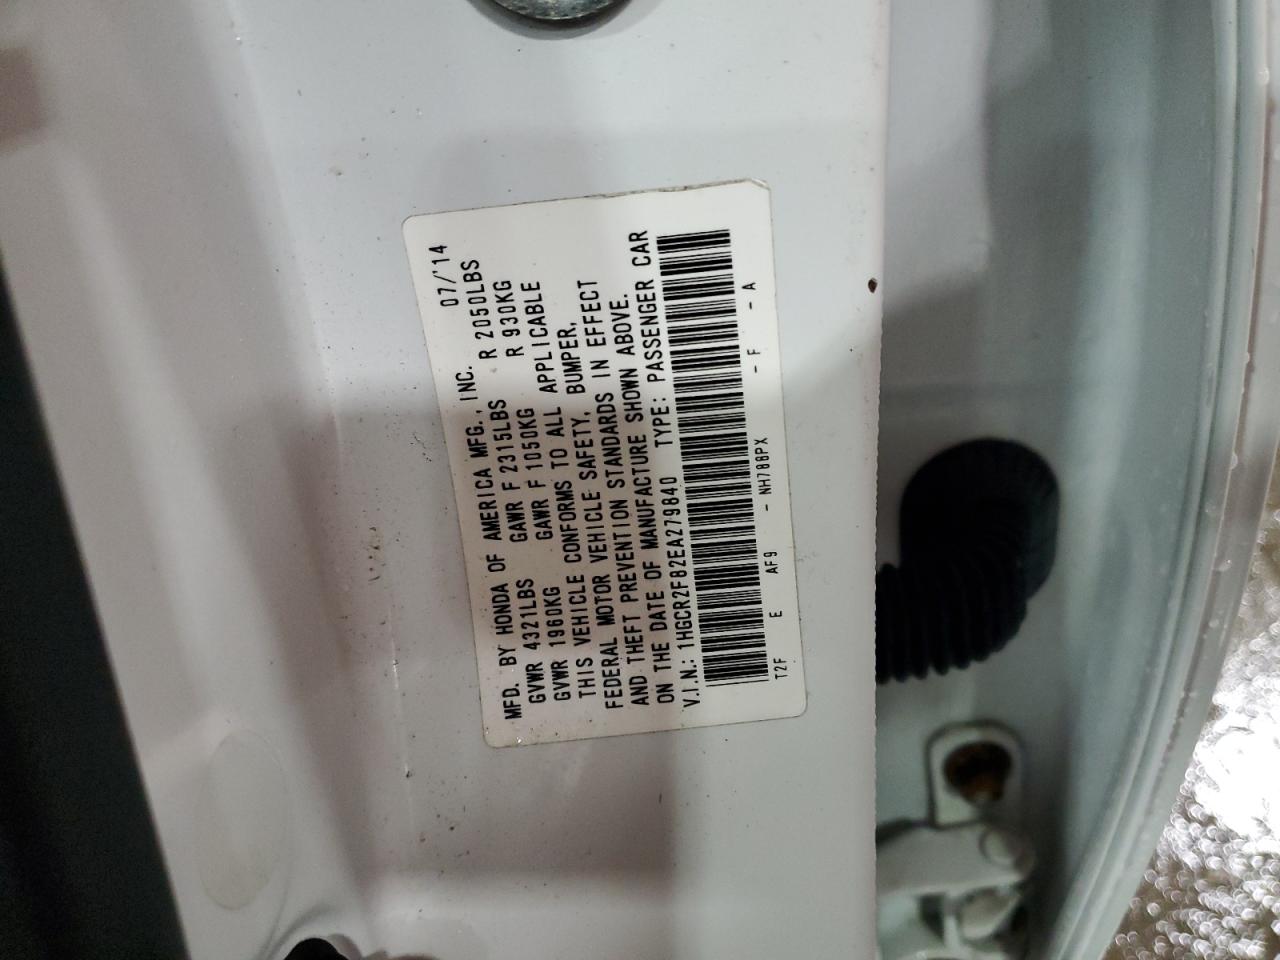 MFD. BY HONDA OF AMERICA MFG., INC. 07/'14
GVWR 4321LBS GAWR F 2315LBS R 2050LBS
GVWR 1960KG GAWR F 1050KG R 930KG
THIS VEHICLE CONFORMS TO ALL APPLICABLE
FEDERAL MOTOR VEHICLE SAFETY, BUMPER,
AND THEFT PREVENTION STANDARDS IN EFFECT
ON THE DATE OF MANUFACTURE SHOWN ABOVE.
V.I.N.: 1HGCR2F82EA279840 TYPE: PASSENGER CAR
T2F E AF9 - NH788PX - F - A